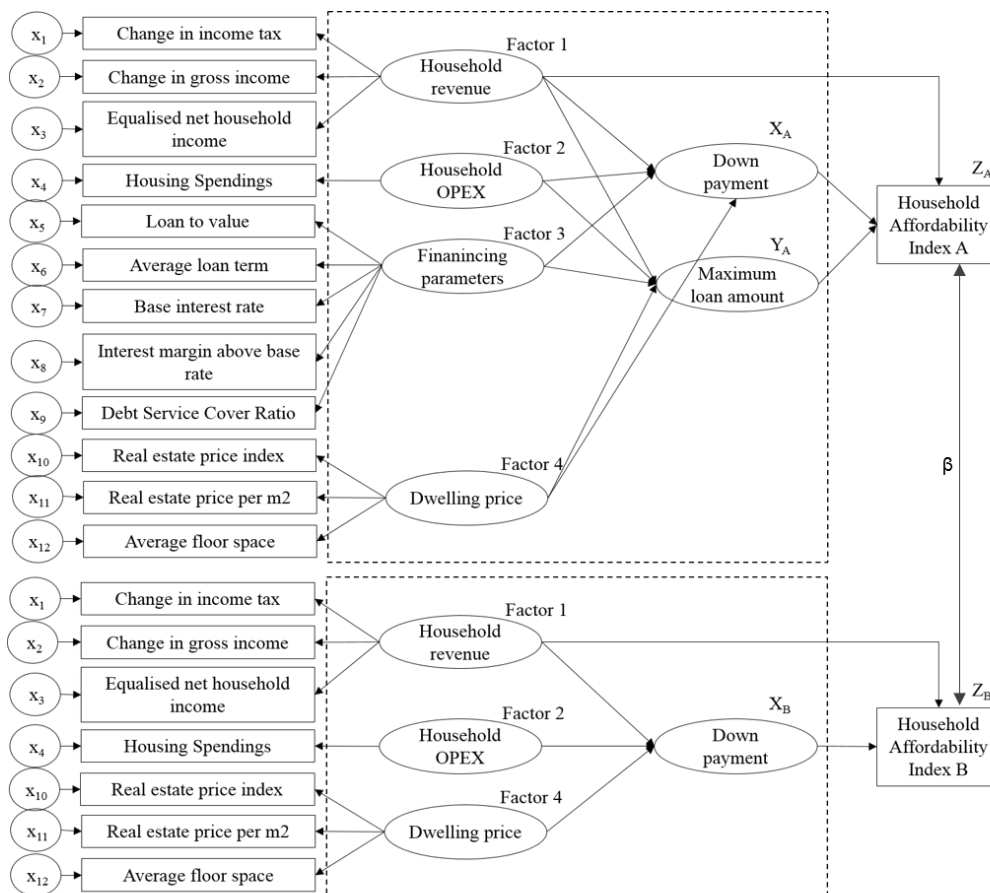 x1
Change in income tax
x2
Change in gross income
x3
Equalised net household
income
x4
Housing Spendings
x5
Loan to value
x6
Average loan term
x7
Base interest rate
x8
Interest margin above base
rate
x9
Debt Service Cover Ratio
x10
Real estate price index
x11
Real estate price per m2
x12
Average floor space
Factor 1
Household
revenue
Factor 2
Household
OPEX
Factor 3
Finanincing
parameters
Factor 4
Dwelling price
XA
Down
payment
YA
Maximum
loan amount
ZA
Household
Affordability
Index A
β
x1
Change in income tax
x2
Change in gross income
x3
Equalised net household
income
x4
Housing Spendings
x10
Real estate price index
x11
Real estate price per m2
x12
Average floor space
Factor 1
Household
revenue
Factor 2
Household
OPEX
Factor 4
Dwelling price
XB
Down
payment
ZB
Household
Affordability
Index B